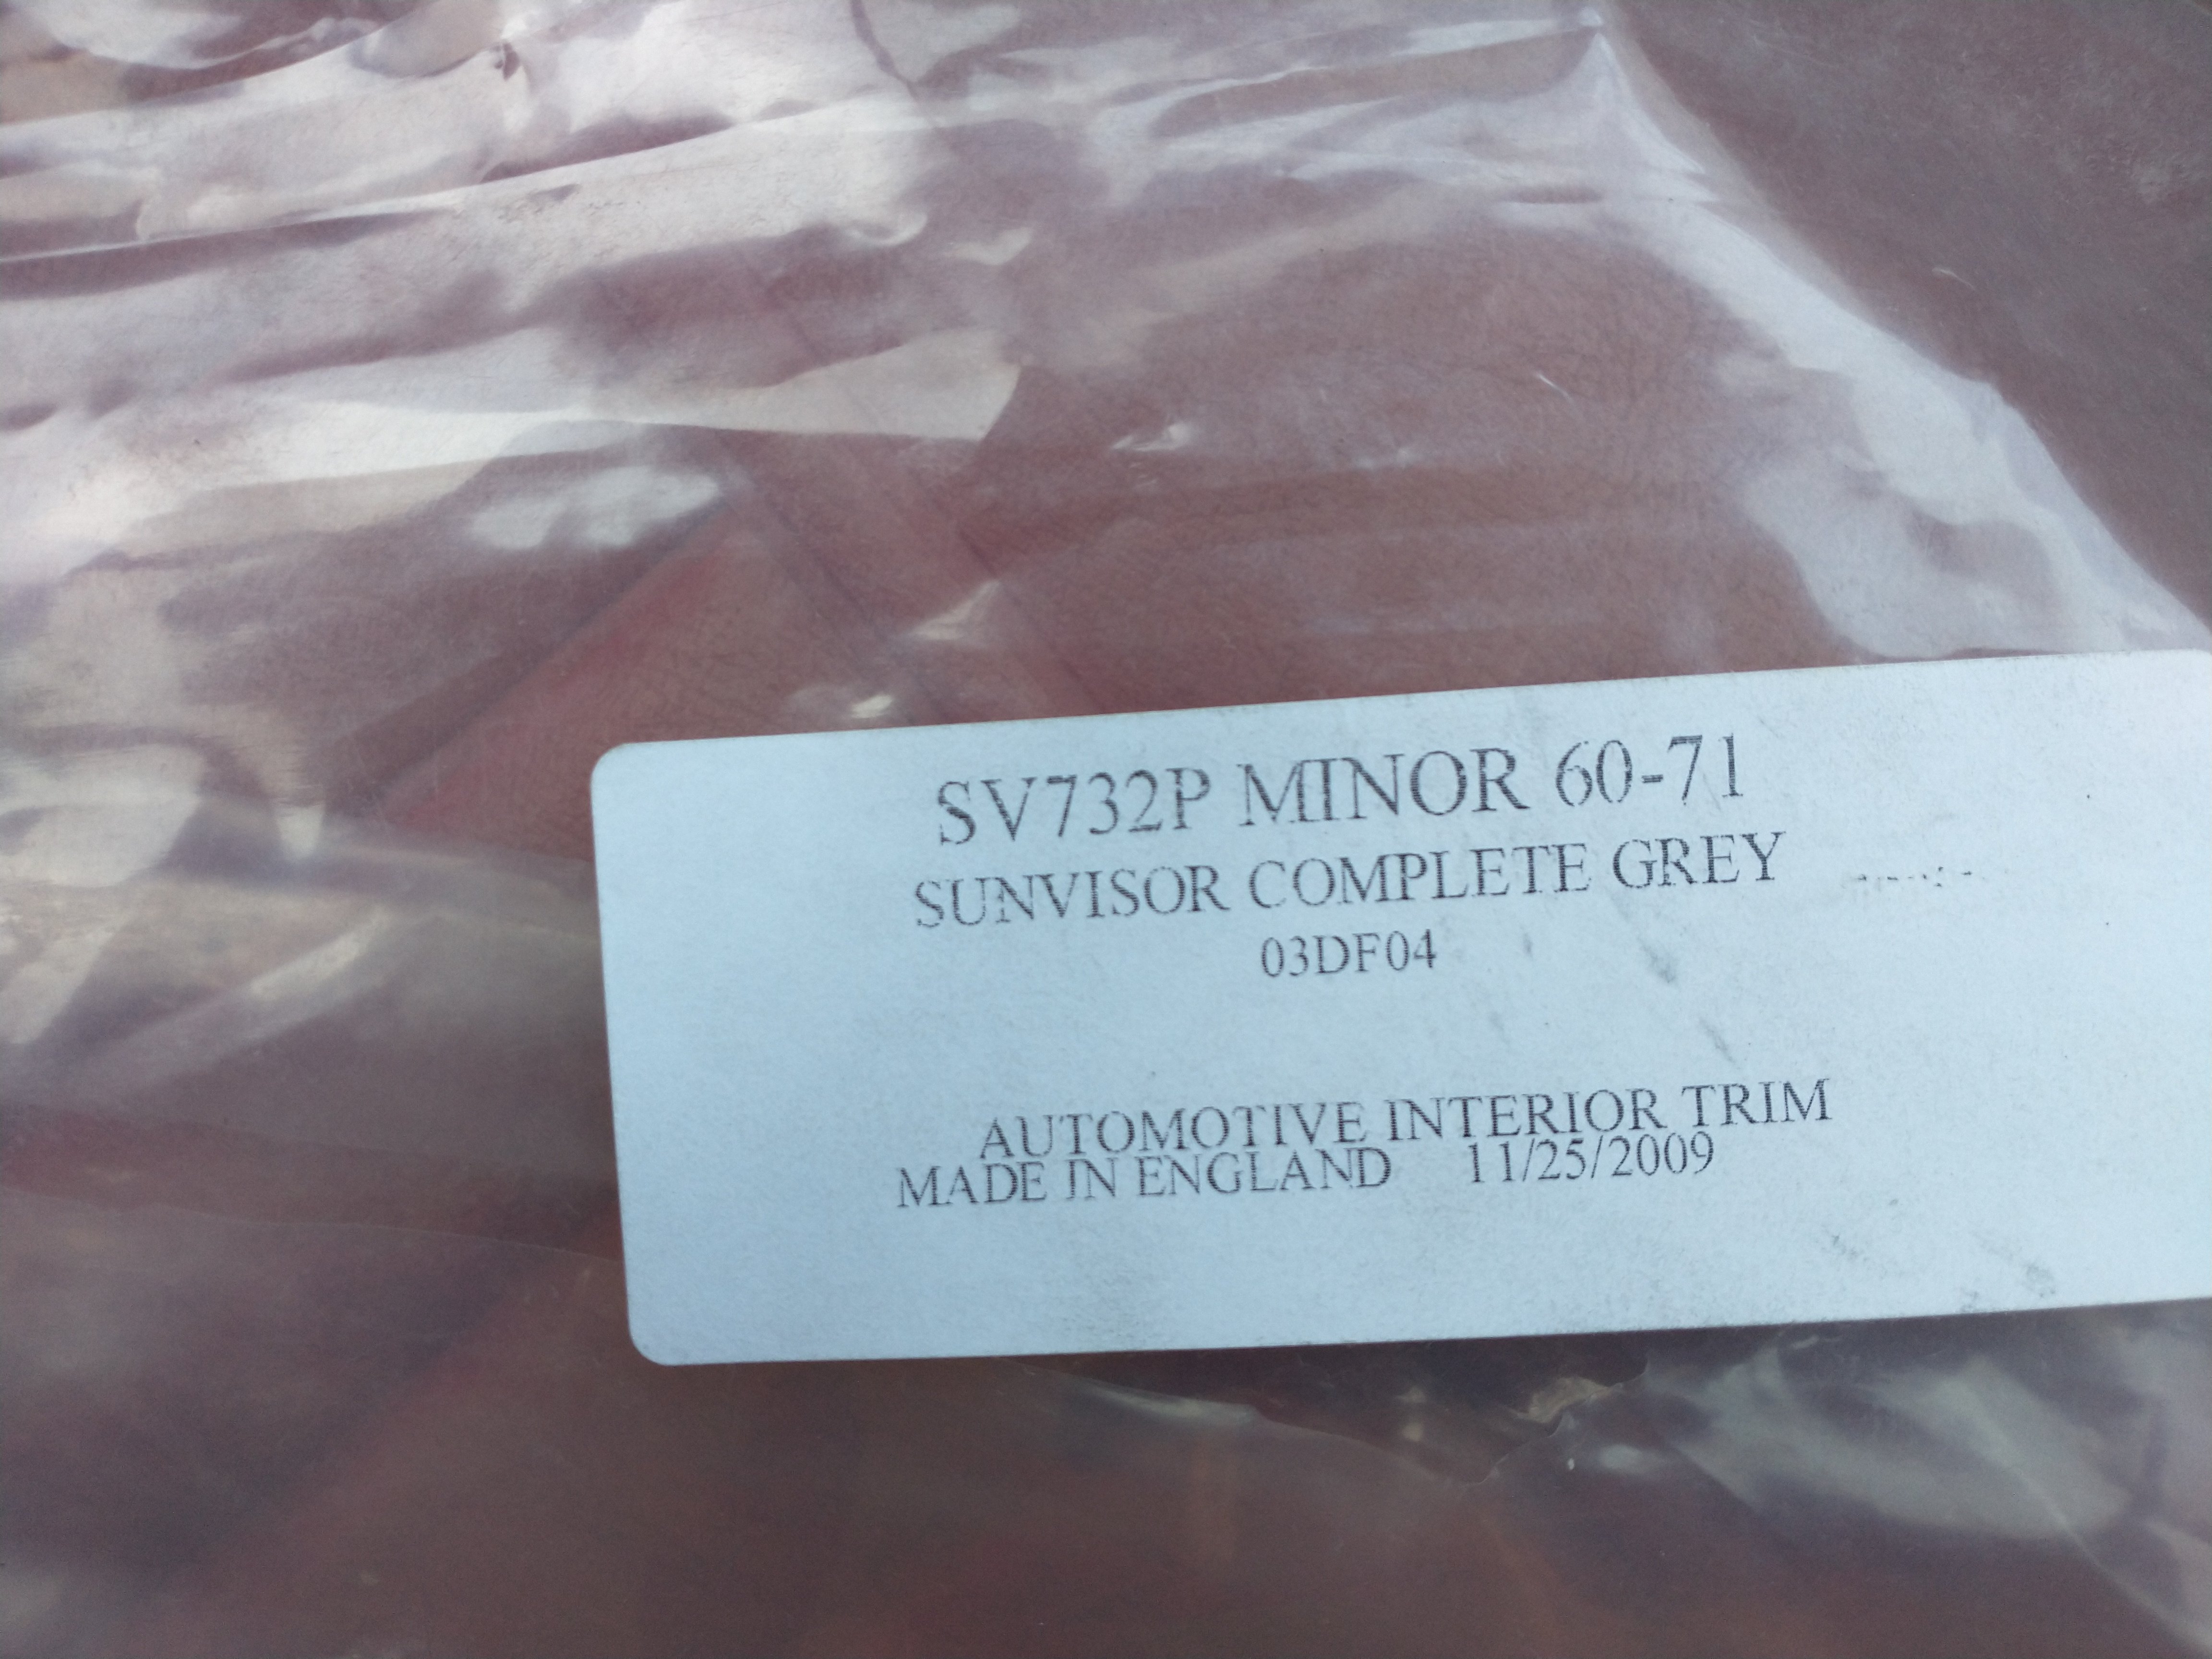 SV732P MINOR 60-71
SUNVISOR COMPLETE GREY
03DF04
AUTOMOTIVE INTERIOR TRIM
MADE IN ENGLAND 11/25/2009